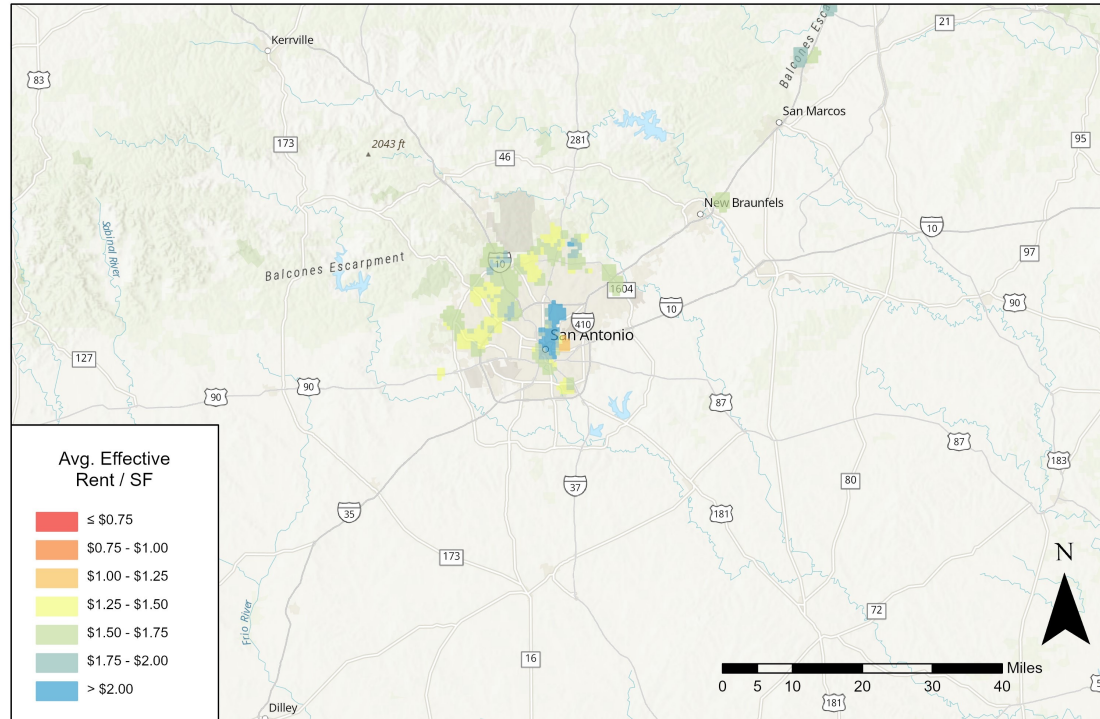 Kerrville
21
83
Balcones Esca
San Marcos
173
2043 ft
281
95
46
New Braunfels
Sabinal River
10
97
Balcones Escarpment
10
1604
90
10
410
San Antonio
127
90
90
87
87
183
Avg. Effective
Rent / SF
≤ $0.75
$0.75 - $1.00
$1.00 - $1.25
$1.25 - $1.50
$1.50 - $1.75
$1.75 - $2.00
> $2.00
80
37
35
181
173
N
Frio River
72
16
Miles
0 5 10 20 30 40
5
181
Dilley